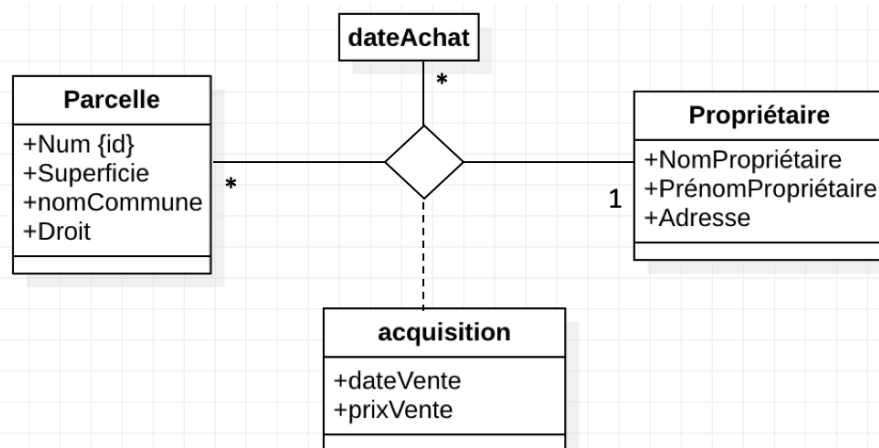 dateAchat
*
Parcelle
+Num {id}
+Superficie
+nomCommune
+Droit
*
Propriétaire
+NomPropriétaire
+PrénomPropriétaire
+Adresse
1
acquisition
+dateVente
+prixVente